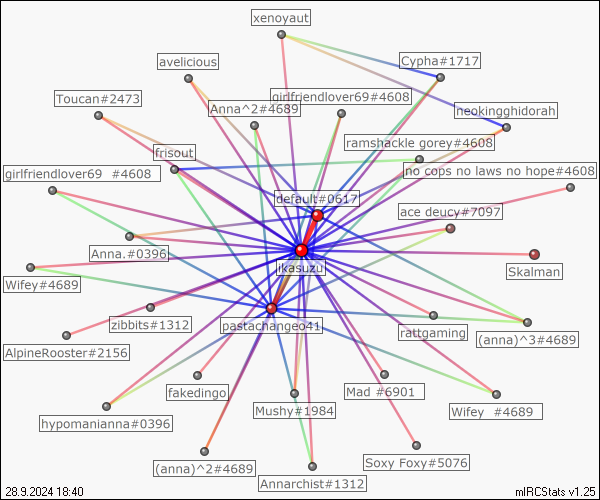 xenoyaut
avelicious
Cypha#1717
Toucan#2473
girlfriendlover69#4608
Anna^2#4689
neokingghidorah
ramshackle gorey#4608
frisout
girlfriendlover69  #4608
no cops no laws no hope#4608
default#0617
ace deucy#7097
Anna.#0396
ikasuzu
Skalman
Wifey#4689
zibbits#1312
pastachangeo41
rattgaming
(anna)^3#4689
AlpineRooster#2156
fakedingo
Mad #6901
hypomanianna#0396
Mushy#1984
Wifey  #4689
(anna)^2#4689
Soxy Foxy#5076
Annarchist#1312
28.9.2024 18:40
mIRCStats v1.25